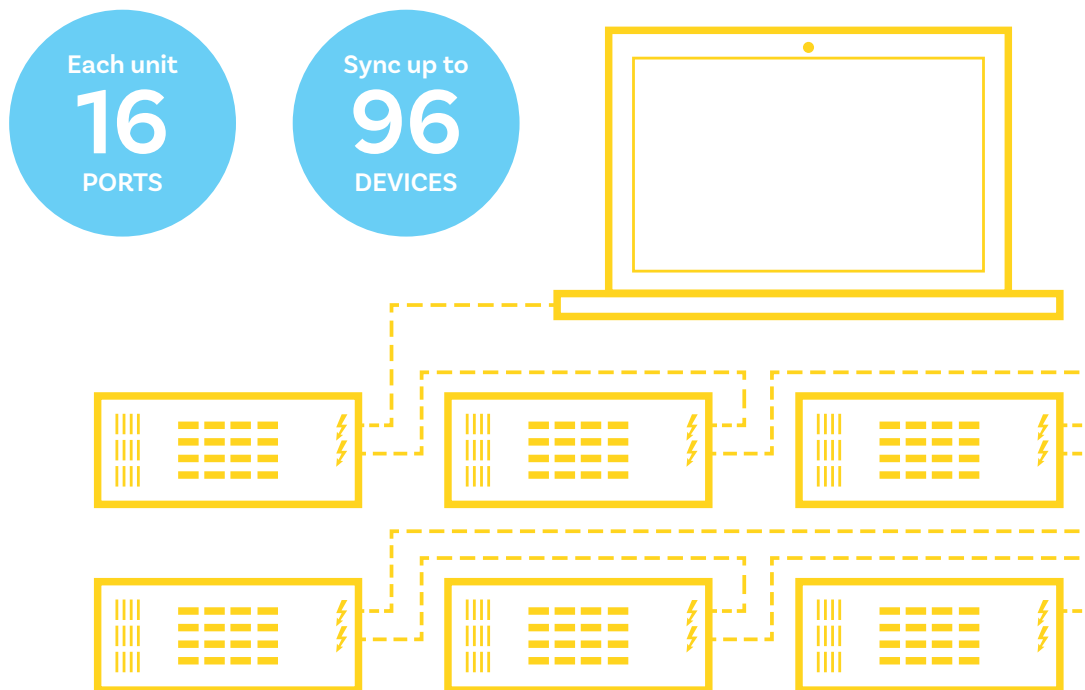 Each unit
16
PORTS
Sync up to
96
DEVICES